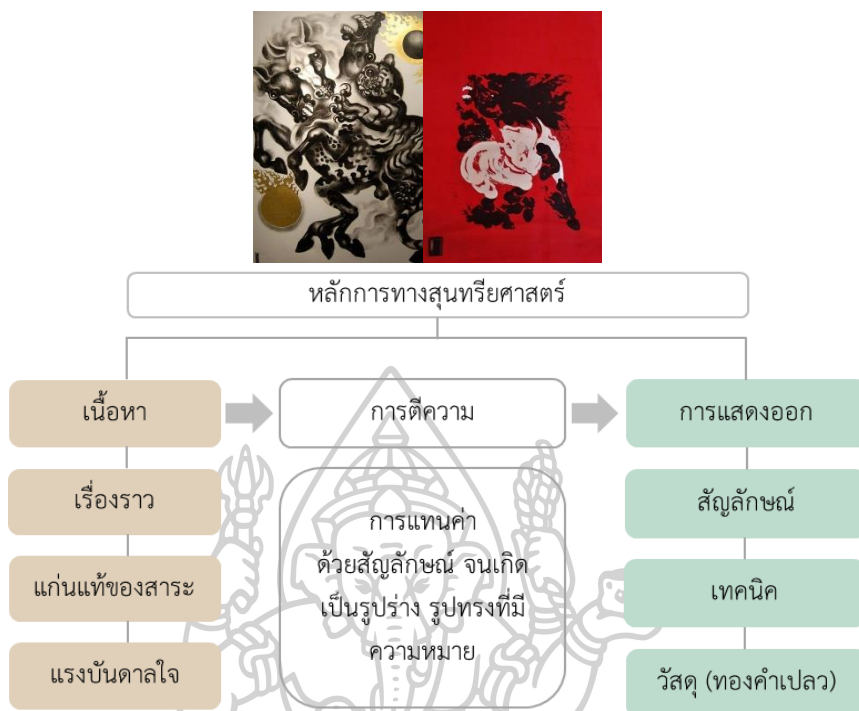 หลักการทางสุนทรียศาสตร์
เนื้อหา
การตีความ
การแสดงออก
เรื่องราว
สัญลักษณ์
การแทนค่า
ด้วยสัญลักษณ์ จนเกิด
เป็นรูปร่าง รูปทรงที่มี
ความหมาย
แก่นแท้ของสาระ
เทคนิค
แรงบันดาลใจ
วัสดุ (ทองคำเปลว)